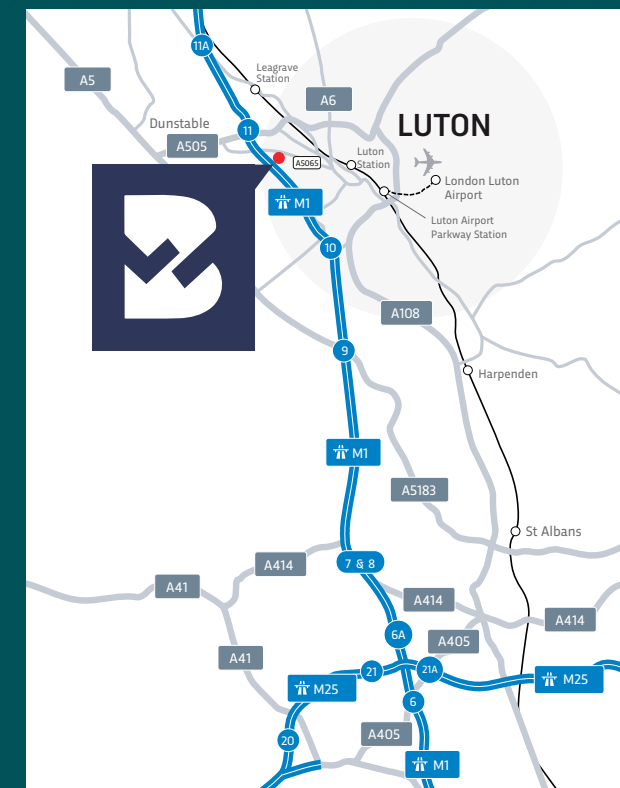 11A
Leagrave
Station
A5
A6
Dunstable
11
LUTON
A505
A5065
Luton
Station
London Luton
Airport
M1
Luton Airport
Parkway Station
10
A108
9
Harpenden
M1
A5183
St Albans
7 & 8
A414
A41
A414
A414
6A
A405
A41
21
21A
M25
M25
6
20
A405
M1
B